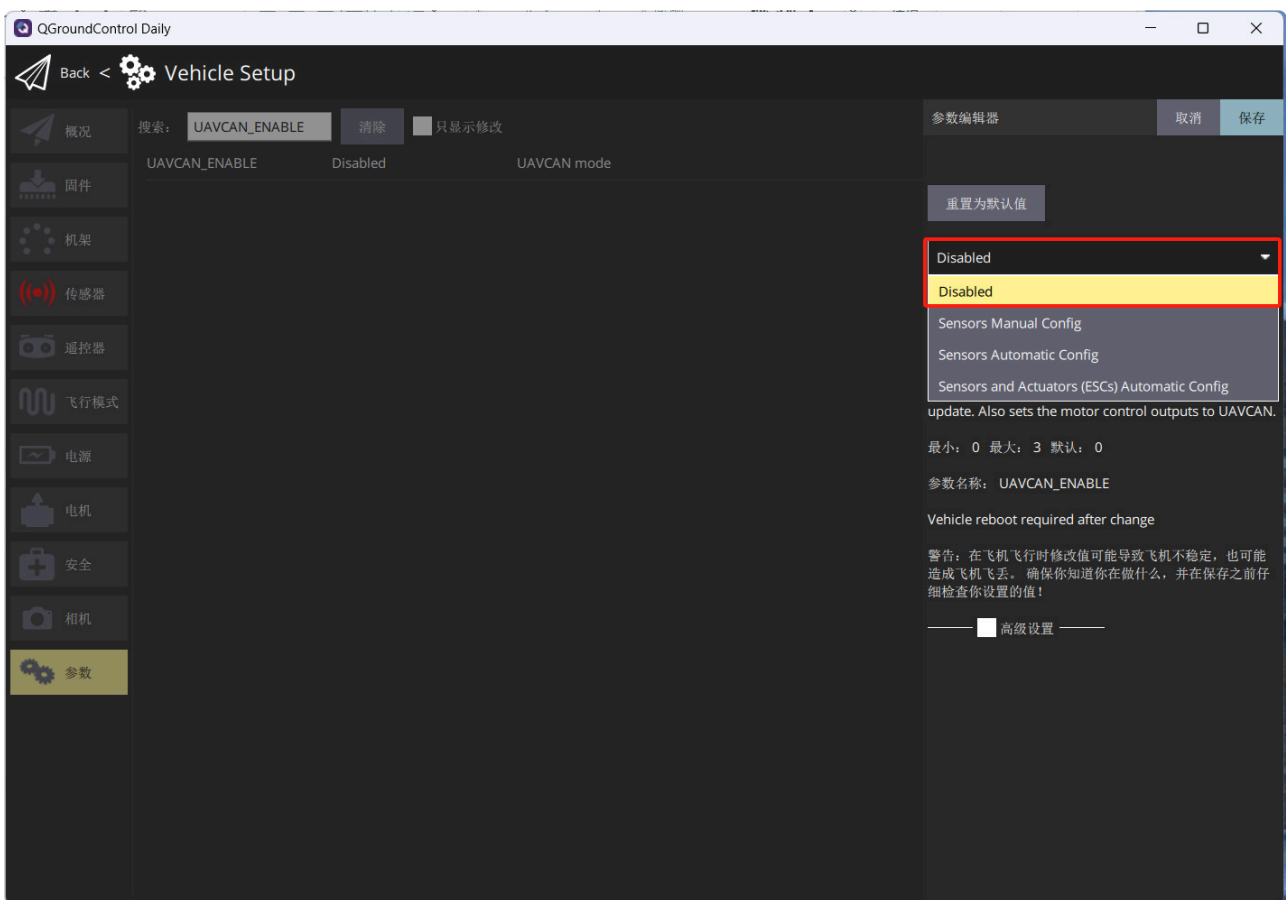 QGroundControl Daily
Back < Vehicle Setup
概况
固件
机架
传感器
遥控器
飞行模式
电源
电机
安全
相机
参数
搜索: UAVCAN_ENABLE 清除 只显示修改
UAVCAN_ENABLE Disabled UAVCAN mode
参数编辑器 取消 保存
重置为默认值
Disabled
Disabled
Sensors Manual Config
Sensors Automatic Config
Sensors and Actuators (ESCs) Automatic Config
update. Also sets the motor control outputs to UAVCAN.
最小: 0 最大: 3 默认: 0
参数名称: UAVCAN_ENABLE
Vehicle reboot required after change
警告: 在飞机飞行时修改值可能导致飞机不稳定, 也可能
造成飞机飞丢。 确保你知道你在做什么, 并在保存之前仔
细检查你设置的值!
高级设置